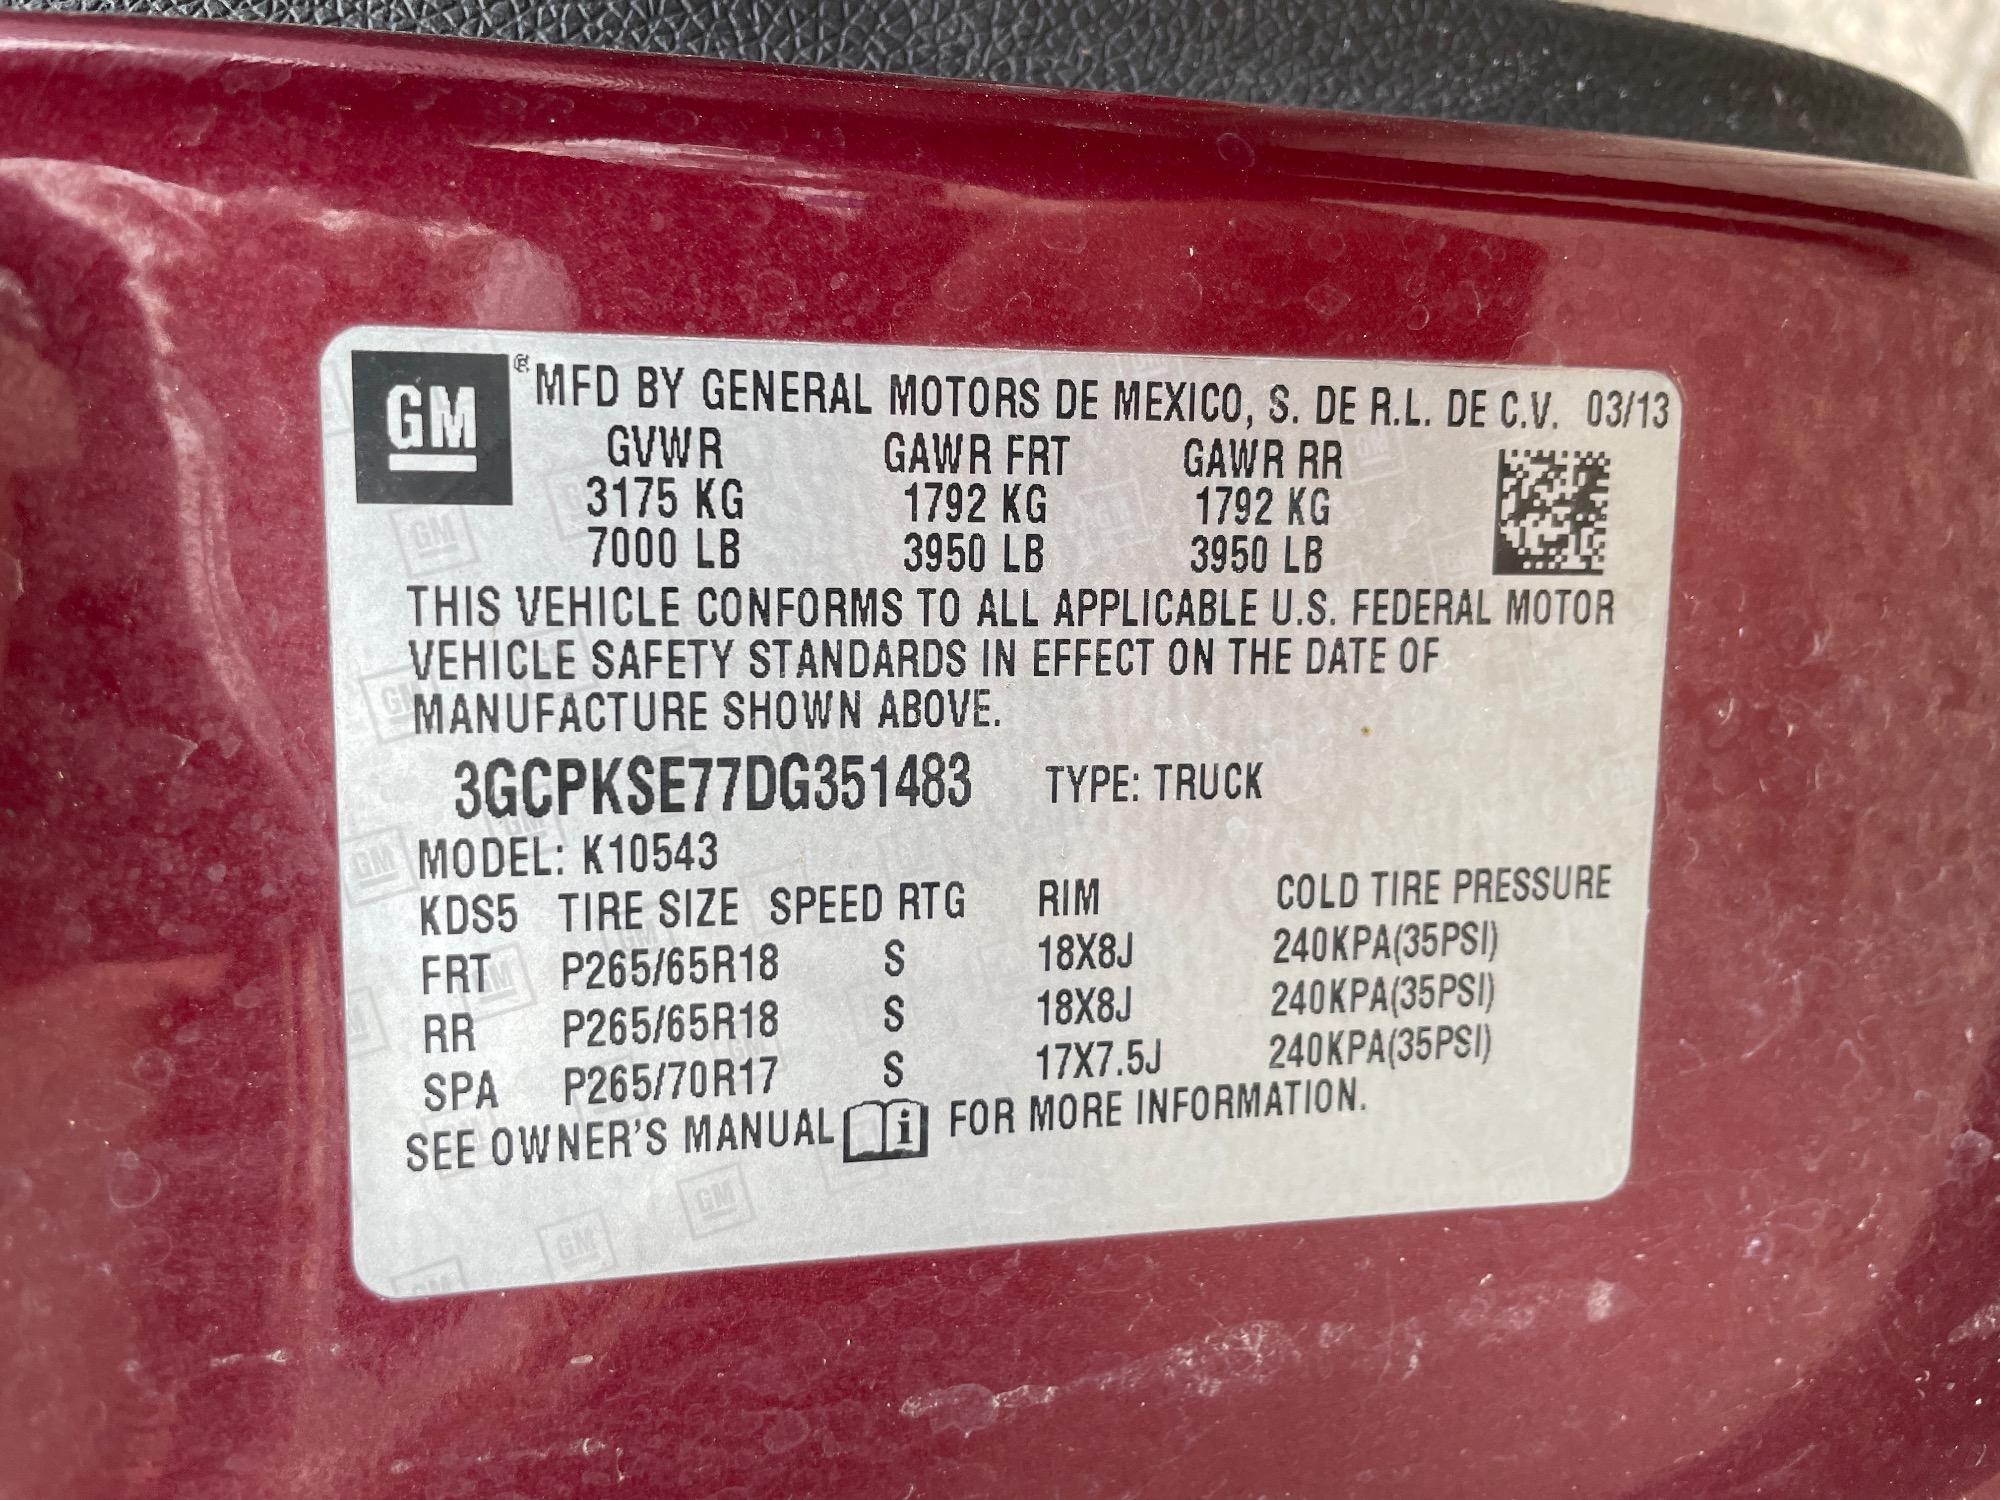 GM ® MFD BY GENERAL MOTORS DE MEXICO, S. DE R.L. DE C.V. 03/13
GVWR GAWR FRT GAWR RR
3175 KG 1792 KG 1792 KG
7000 LB 3950 LB 3950 LB
THIS VEHICLE CONFORMS TO ALL APPLICABLE U.S. FEDERAL MOTOR
VEHICLE SAFETY STANDARDS IN EFFECT ON THE DATE OF
MANUFACTURE SHOWN ABOVE.
3GCPKSE77DG351483 TYPE: TRUCK
MODEL: K10543
KDS5 TIRE SIZE SPEED RTG RIM COLD TIRE PRESSURE
FRT P265/65R18 S 18X8J 240KPA(35PSI)
RR P265/65R18 S 18X8J 240KPA(35PSI)
SPA P265/70R17 S 17X7.5J 240KPA(35PSI)
SEE OWNER'S MANUAL i FOR MORE INFORMATION.